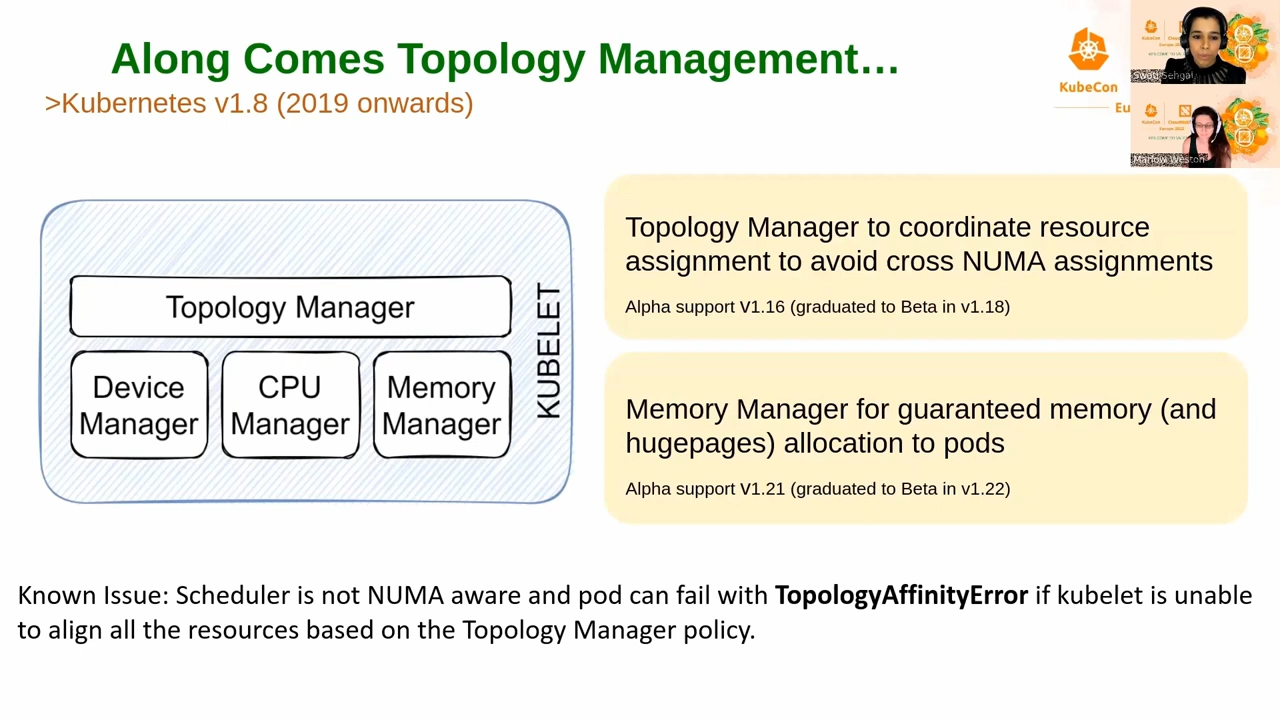 Along Comes Topology Management…
>Kubernetes v1.8 (2019 onwards)
KubeCon
Eu
Swati Sehgal
Marlow Weston
Topology Manager
Device
Manager
CPU
Manager
Memory
Manager
KUBELET
Topology Manager to coordinate resource
assignment to avoid cross NUMA assignments
Alpha support v1.16 (graduated to Beta in v1.18)
Memory Manager for guaranteed memory (and
hugepages) allocation to pods
Alpha support v1.21 (graduated to Beta in v1.22)
Known Issue: Scheduler is not NUMA aware and pod can fail with TopologyAffinityError if kubelet is unable
to align all the resources based on the Topology Manager policy.